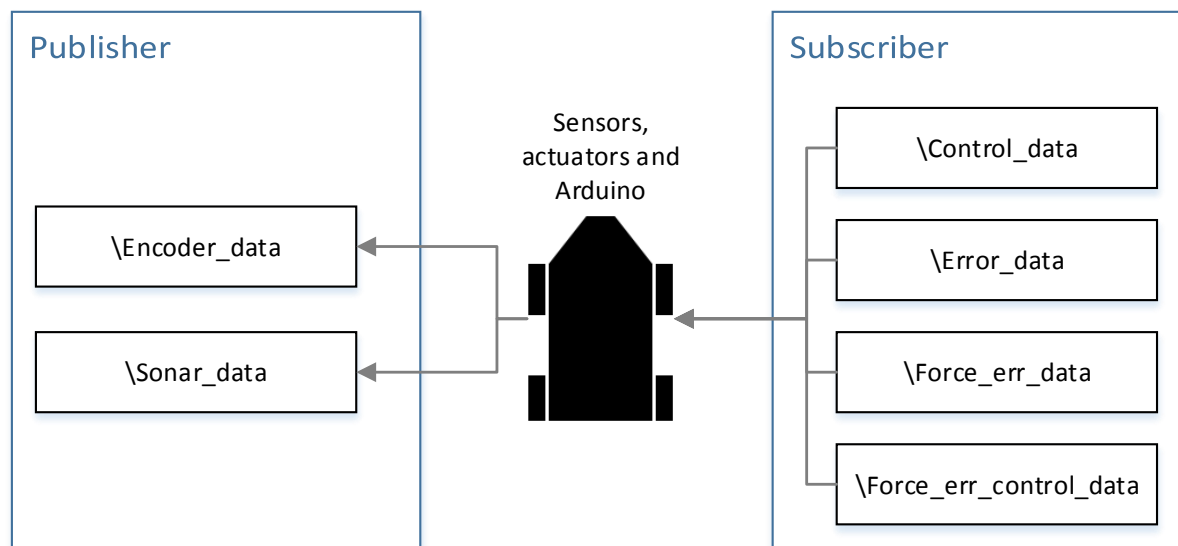 Publisher
\Encoder_data
\Sonar_data
Sensors,
actuators and
Arduino
Subscriber
\Control_data
\Error_data
\Force_err_data
\Force_err_control_data